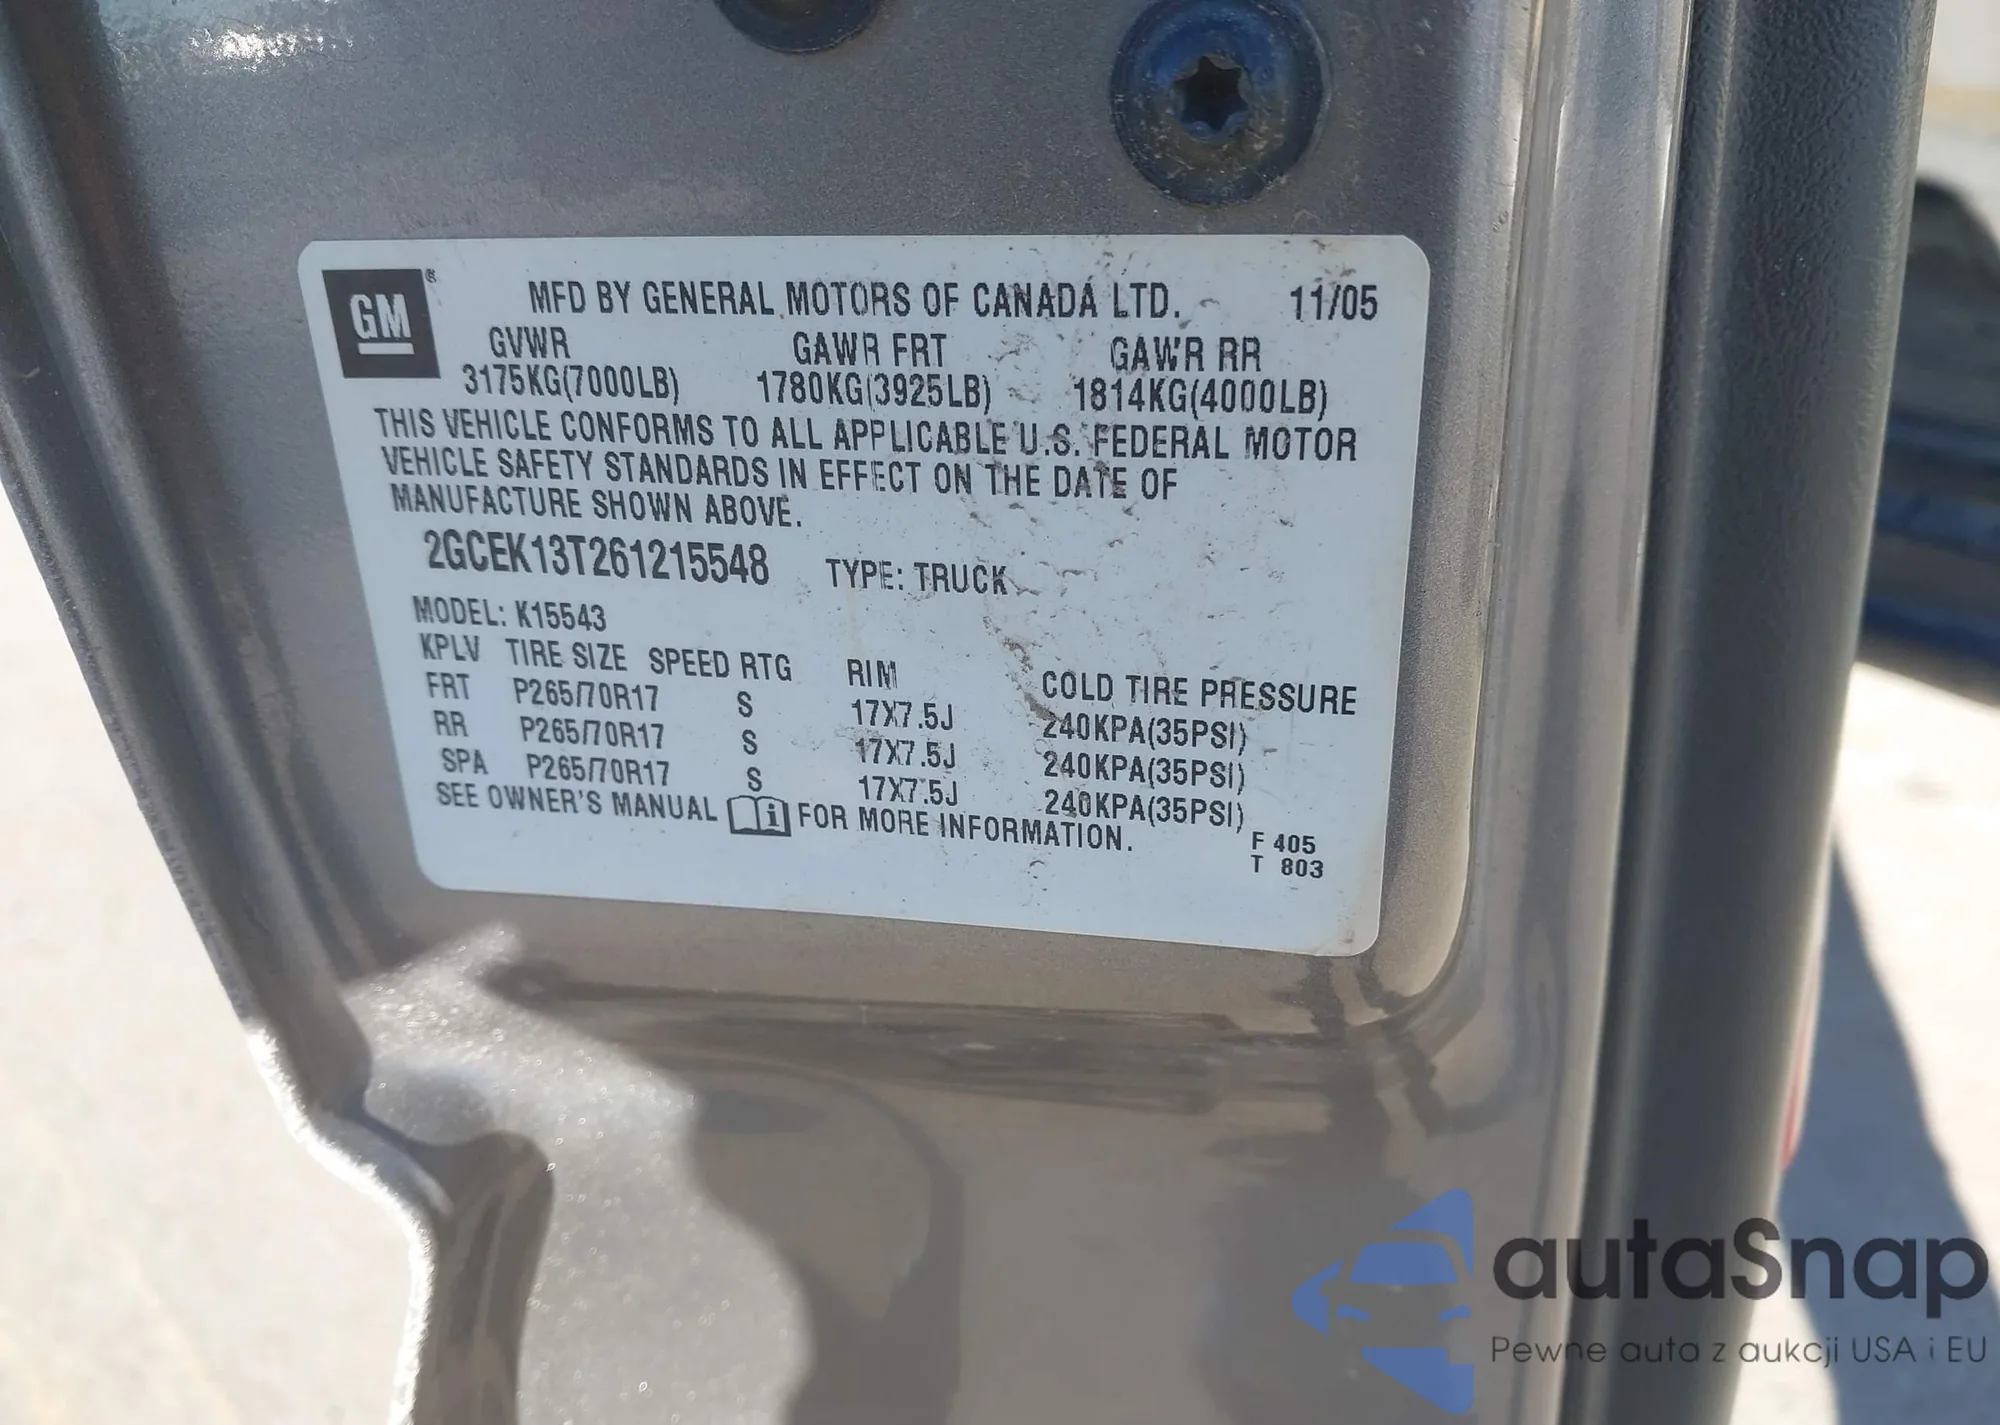 GM ®
MFD BY GENERAL MOTORS OF CANADA LTD. 11/05
GVWR GAWR FRT GAWR RR
3175KG(7000LB) 1780KG(3925LB) 1814KG(4000LB)
THIS VEHICLE CONFORMS TO ALL APPLICABLE U.S. FEDERAL MOTOR
VEHICLE SAFETY STANDARDS IN EFFECT ON THE DATE OF
MANUFACTURE SHOWN ABOVE.
2GCEK13T261215548 TYPE: TRUCK
MODEL: K15543
KPLV TIRE SIZE SPEED RTG RIM COLD TIRE PRESSURE
FRT P265/70R17 S 17X7.5J 240KPA(35PSI)
RR P265/70R17 S 17X7.5J 240KPA(35PSI)
SPA P265/70R17 S 17X7.5J 240KPA(35PSI)
SEE OWNER'S MANUAL i FOR MORE INFORMATION.
F 405
T 803
autaSnap
Pewne auta z aukcji USA i EU